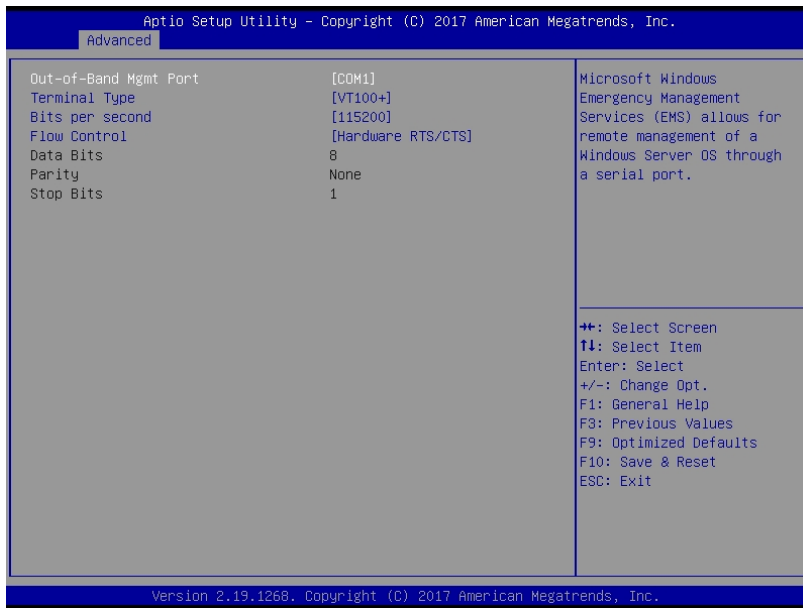 Aptio Setup Utility – Copyright (C) 2017 American Megatrends, Inc.
Advanced
Out-of-Band Mgmt Port [COM1]
Terminal Type [VT100+]
Bits per second [115200]
Flow Control [Hardware RTS/CTS]
Data Bits 8
Parity None
Stop Bits 1
Microsoft Windows
Emergency Management
Services (EMS) allows for
remote management of a
Windows Server OS through
a serial port.
→←: Select Screen
↑↓: Select Item
Enter: Select
+/-: Change Opt.
F1: General Help
F3: Previous Values
F9: Optimized Defaults
F10: Save & Reset
ESC: Exit
Version 2.19.1268. Copyright (C) 2017 American Megatrends, Inc.